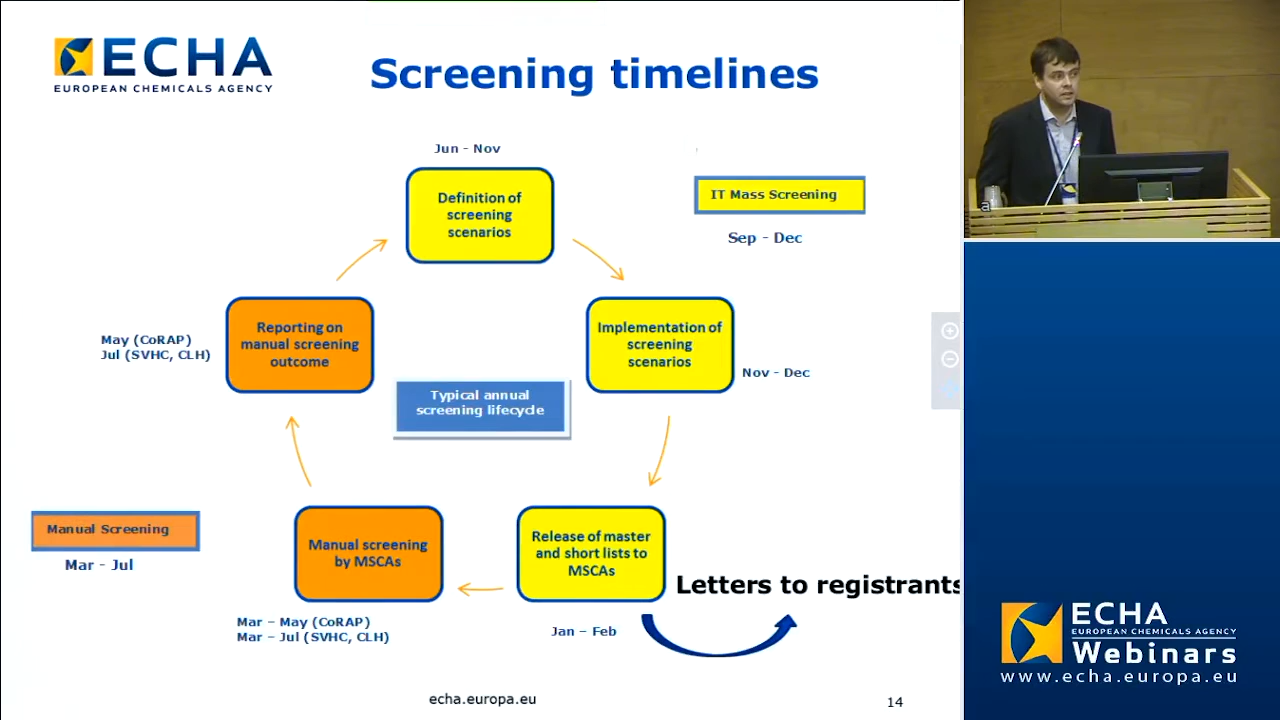 ECHA
EUROPEAN CHEMICALS AGENCY
Screening timelines
Jun - Nov
Definition of
screening
scenarios
IT Mass Screening
Sep - Dec
Implementation of
screening
scenarios
Nov - Dec
Reporting on
manual screening
outcome
May (CoRAP)
Jul (SVHC, CLH)
Typical annual
screening lifecycle
Manual Screening
Mar - Jul
Manual screening
by MSCAs
Mar – May (CoRAP)
Mar – Jul (SVHC, CLH)
Release of master
and short lists to
MSCAs
Jan – Feb
Letters to registrants
echa.europa.eu
14
ECHA
EUROPEAN CHEMICALS AGENCY
Webinars
www.echa.europa.eu